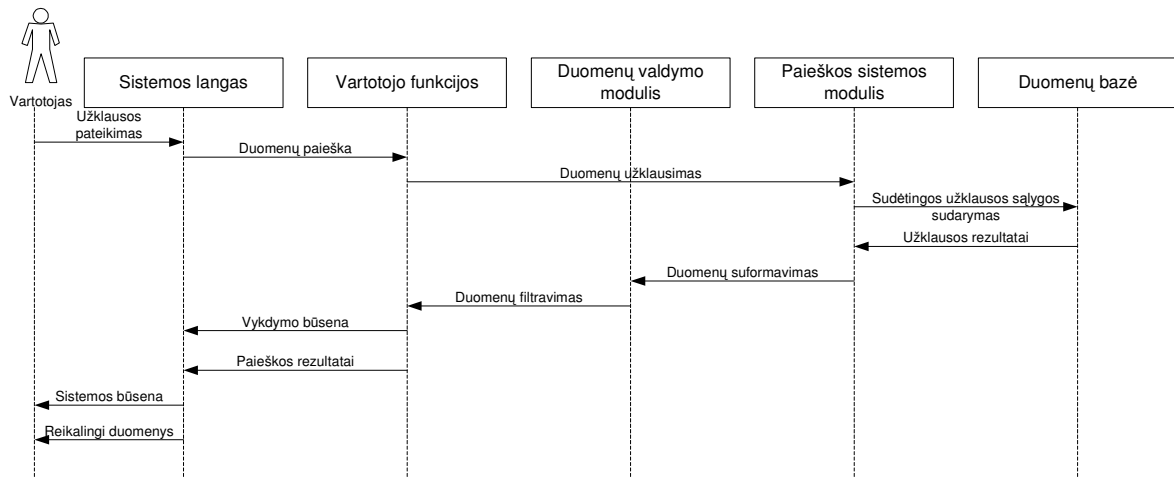 Sistemos langas
Vartotojo funkcijos
Duomenų valdymo
modulis
Paieškos sistemos
modulis
Duomenų bazė
Vartotojas
Užklausos
pateikimas
Duomenų paieška
Duomenų užklausimas
Sudėtingos užklausos sąlygos
sudarymas
Užklausos rezultatai
Duomenų suformavimas
Duomenų filtravimas
Vykdymo būsena
Paieškos rezultatai
Sistemos būsena
Reikalingi duomenys